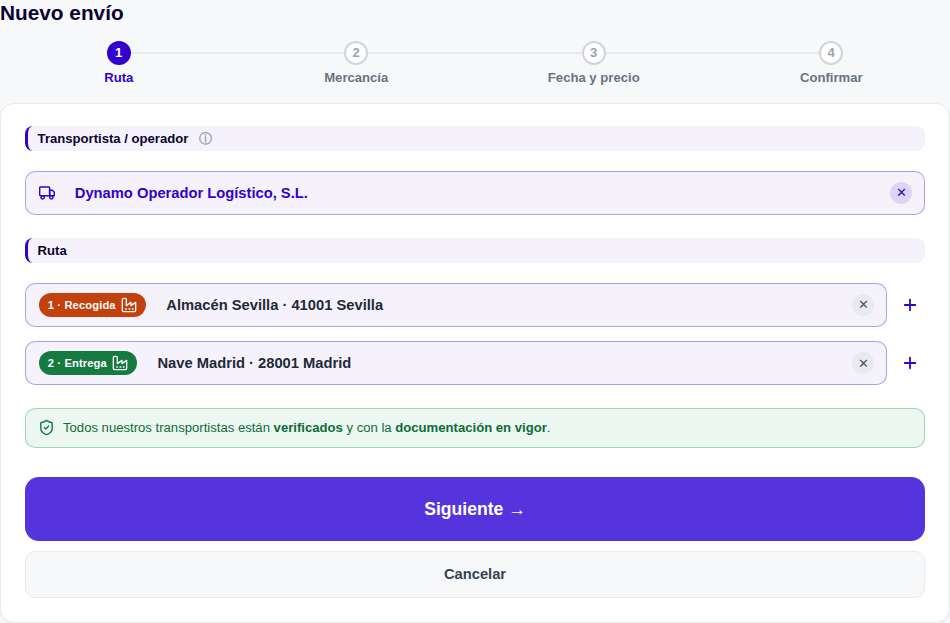 Nuevo envío
1
2
3
4
Ruta
Mercancía
Fecha y precio
Confirmar
Transportista / operador ⓘ
Dynamo Operador Logístico, S.L. ✕
Ruta
1 · Recogida Almacén Sevilla · 41001 Sevilla ✕ +
2 · Entrega Nave Madrid · 28001 Madrid ✕ +
Todos nuestros transportistas están verificados y con la documentación en vigor.
Siguiente →
Cancelar